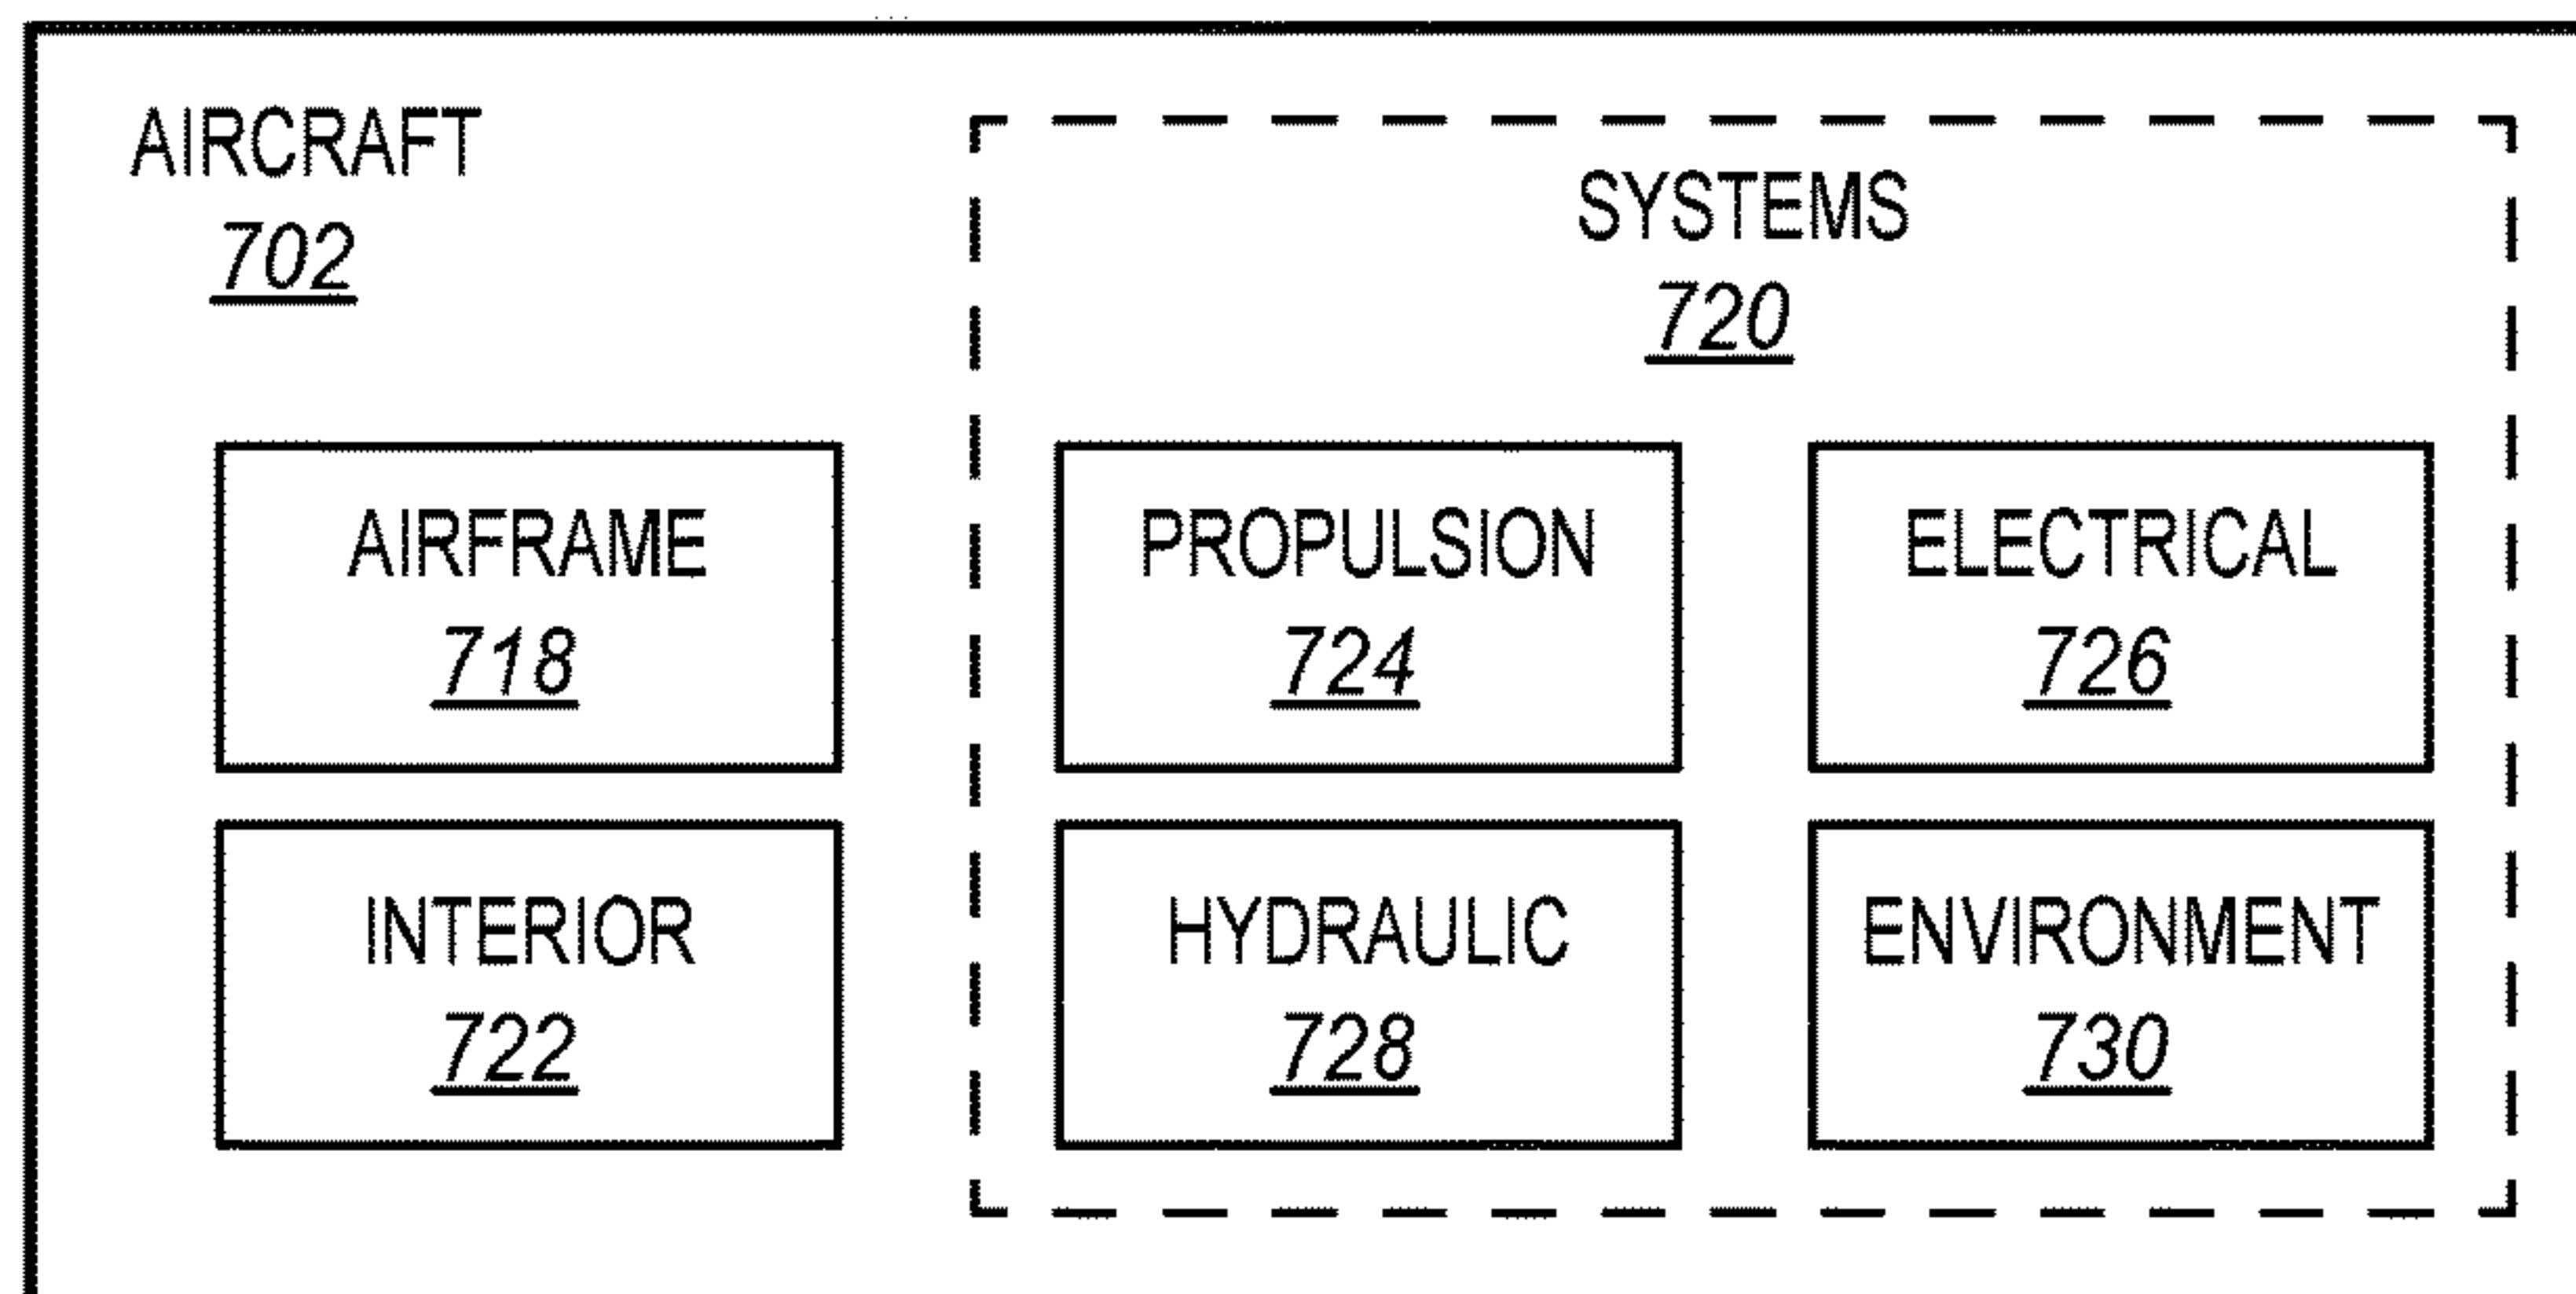 AIRCRAFT
702
SYSTEMS
720
AIRFRAME
718
PROPULSION
724
ELECTRICAL
726
INTERIOR
722
HYDRAULIC
728
ENVIRONMENT
730